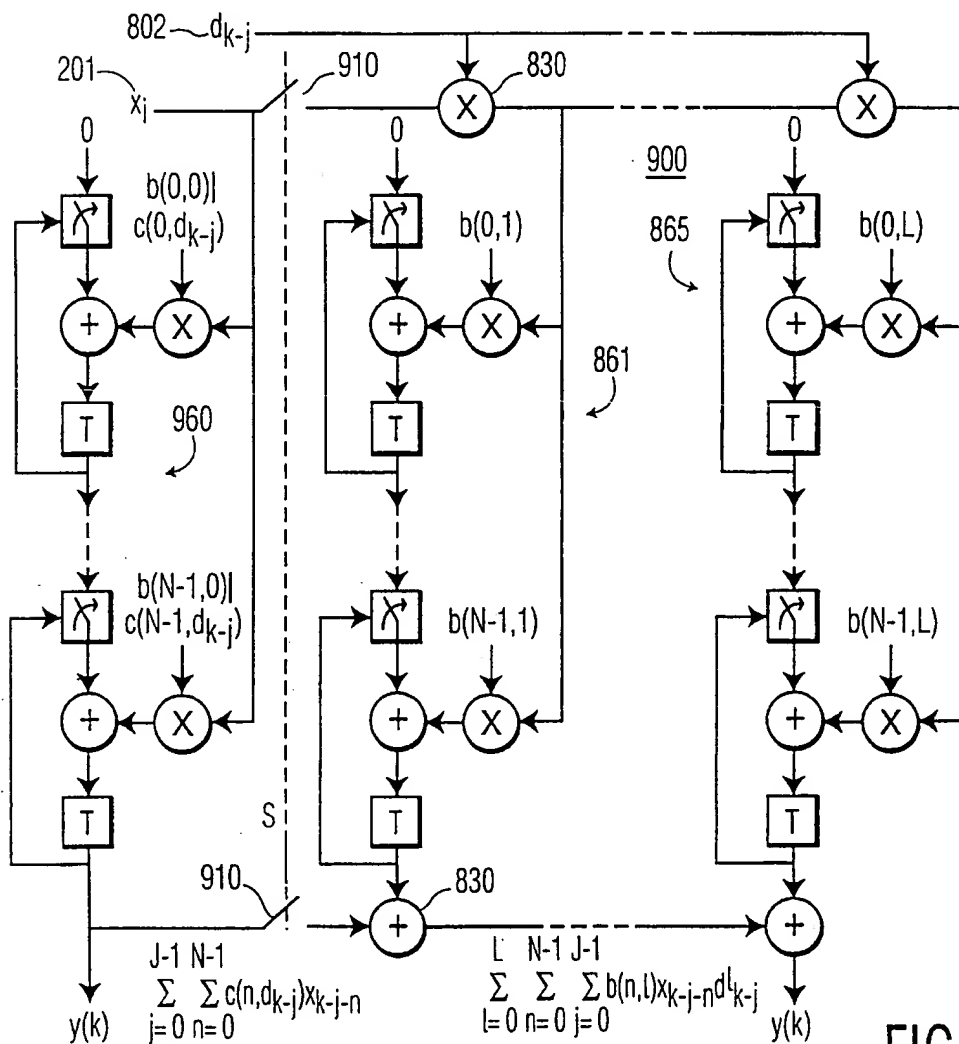 802 d_{k-j}
910
830
201
x_j
X
X
0
0
0
900
b(0,0)|
c(0,d_{k-j})
b(0,1)
865
b(0,L)
+
X
+
X
+
X
861
T
960
T
T
b(N-1,0)|
c(N-1,d_{k-j})
b(N-1,1)
b(N-1,L)
+
X
+
X
+
X
T
S
T
T
910
830
+
+
J-1 N-1
Σ Σ c(n,d_{k-j})x_{k-j-n}
j=0 n=0
L N-1 J-1
Σ Σ Σ b(n,l)x_{k-j-n}d^l_{k-j}
l=0 n=0 j=0
y(k)
y(k)